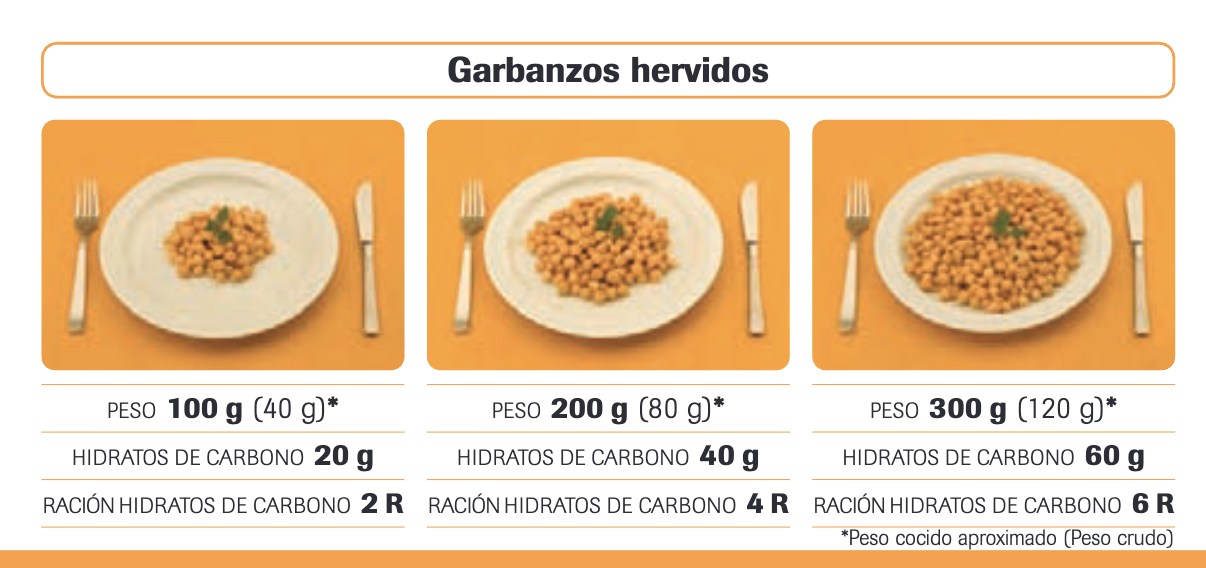 Garbanzos hervidos
PESO 100 g (40 g)*
HIDRATOS DE CARBONO 20 g
RACIÓN HIDRATOS DE CARBONO 2 R
PESO 200 g (80 g)*
HIDRATOS DE CARBONO 40 g
RACIÓN HIDRATOS DE CARBONO 4 R
PESO 300 g (120 g)*
HIDRATOS DE CARBONO 60 g
RACIÓN HIDRATOS DE CARBONO 6 R
*Peso cocido aproximado (Peso crudo)